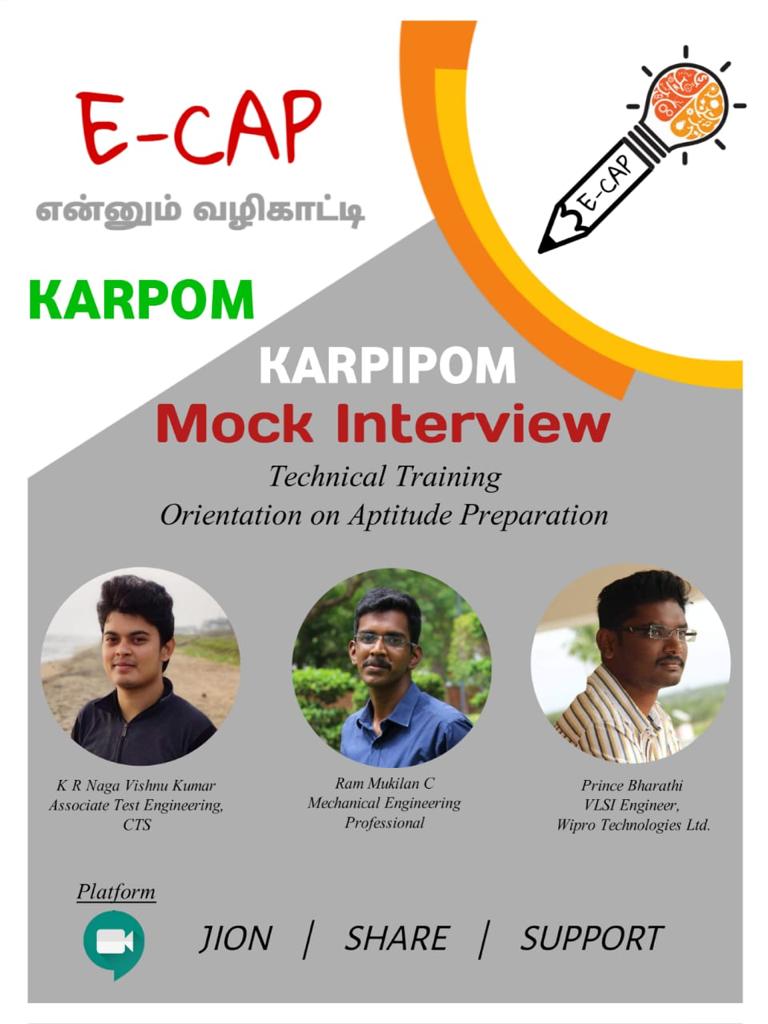 E-CAP
என்னும் வழிகாட்டி
E-CAP
KARPOM
KARPIPOM
Mock Interview
Technical Training
Orientation on Aptitude Preparation
K R Naga Vishnu Kumar
Associate Test Engineering,
CTS
Ram Mukilan C
Mechanical Engineering
Professional
Prince Bharathi
VLSI Engineer,
Wipro Technologies Ltd.
Platform
JION | SHARE | SUPPORT